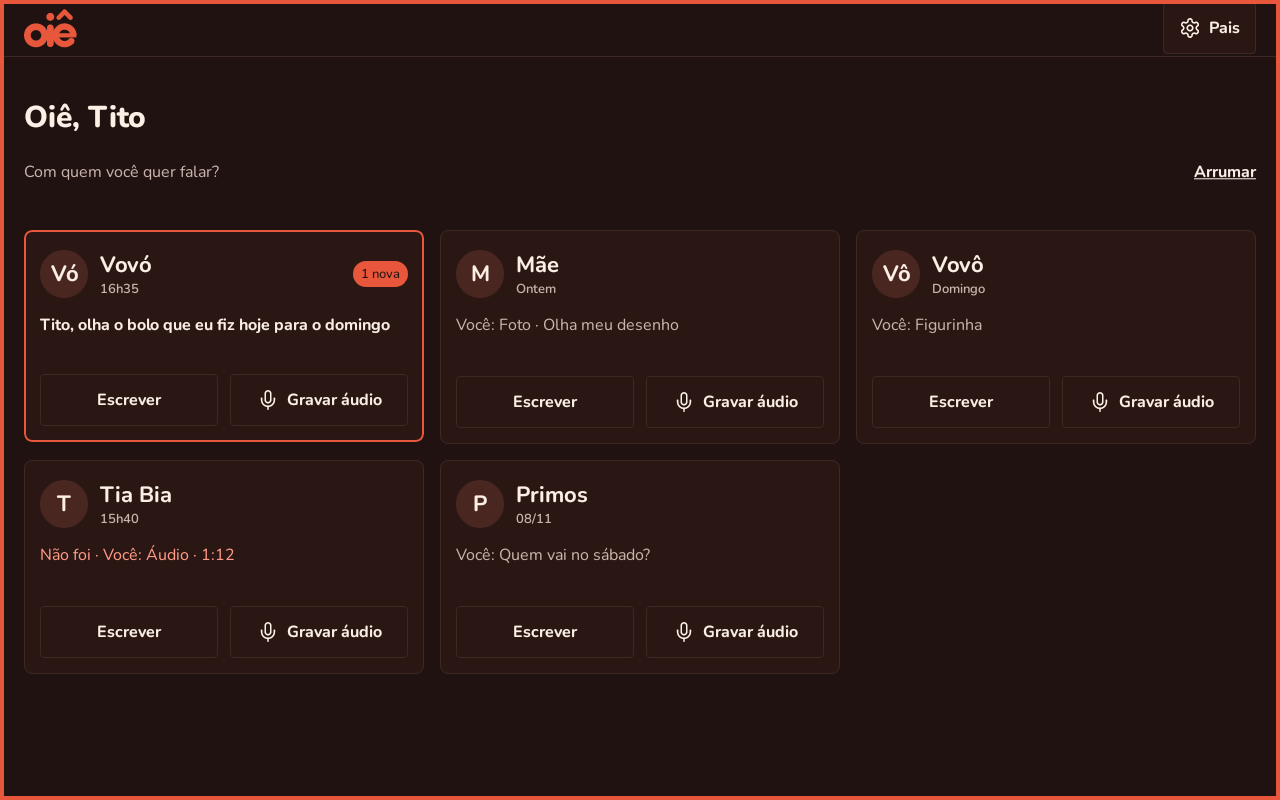 oiê
Pais
Oiê, Tito
Com quem você quer falar?
Arrumar
Vó
Vovó
16h35
1 nova
Tito, olha o bolo que eu fiz hoje para o domingo
Escrever
Gravar áudio
M
Mãe
Ontem
Você: Foto · Olha meu desenho
Escrever
Gravar áudio
Vô
Vovô
Domingo
Você: Figurinha
Escrever
Gravar áudio
T
Tia Bia
15h40
Não foi · Você: Áudio · 1:12
Escrever
Gravar áudio
P
Primos
08/11
Você: Quem vai no sábado?
Escrever
Gravar áudio